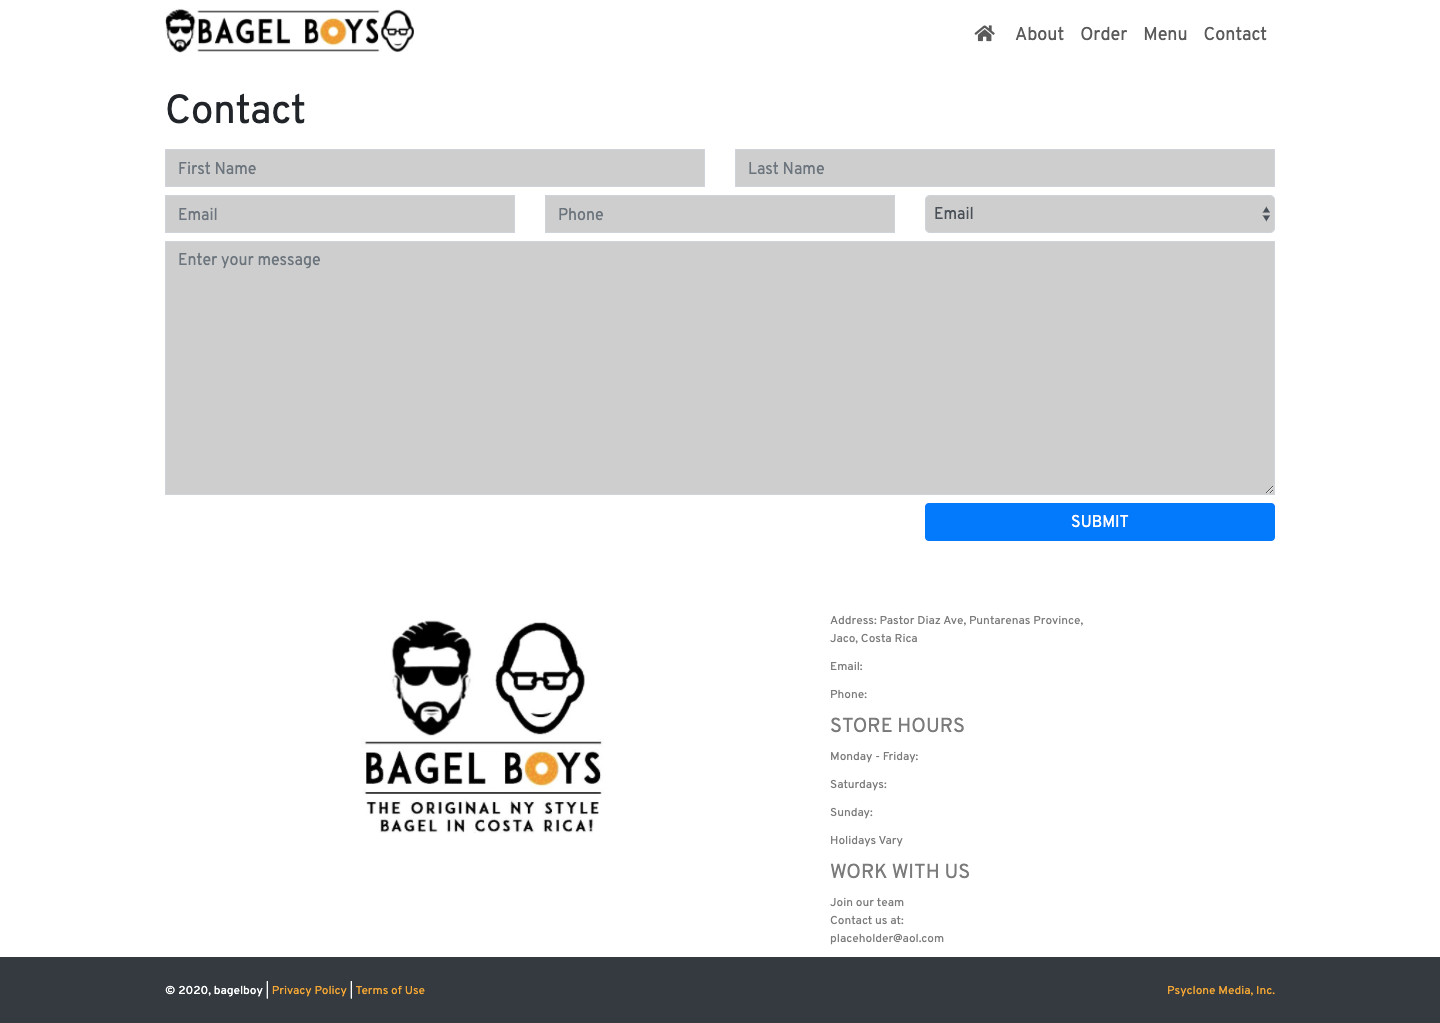 BAGEL BOYS
About Order Menu Contact
Contact
First Name Last Name
Email Phone Email
Enter your message
SUBMIT
BAGEL BOYS
THE ORIGINAL NY STYLE
BAGEL IN COSTA RICA!
Address: Pastor Diaz Ave, Puntarenas Province,
Jaco, Costa Rica
Email:
Phone:
STORE HOURS
Monday - Friday:
Saturdays:
Sunday:
Holidays Vary
WORK WITH US
Join our team
Contact us at:
placeholder@aol.com
© 2020, bagelboy | Privacy Policy | Terms of Use
Psyclone Media, Inc.